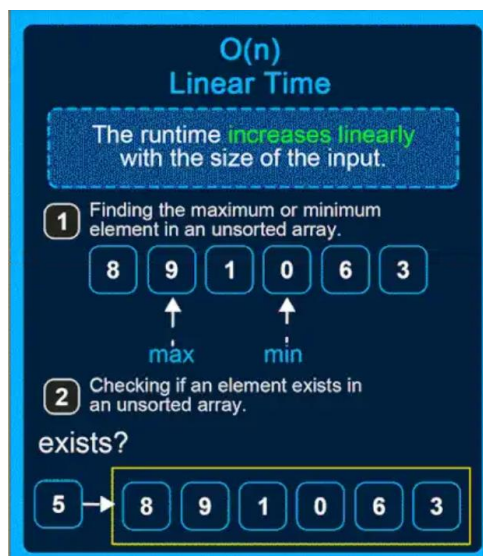 O(n)
Linear Time
The runtime increases linearly
with the size of the input.
1 Finding the maximum or minimum
element in an unsorted array.
8 9 1 0 6 3
max min
2 Checking if an element exists in
an unsorted array.
exists?
5 8 9 1 0 6 3